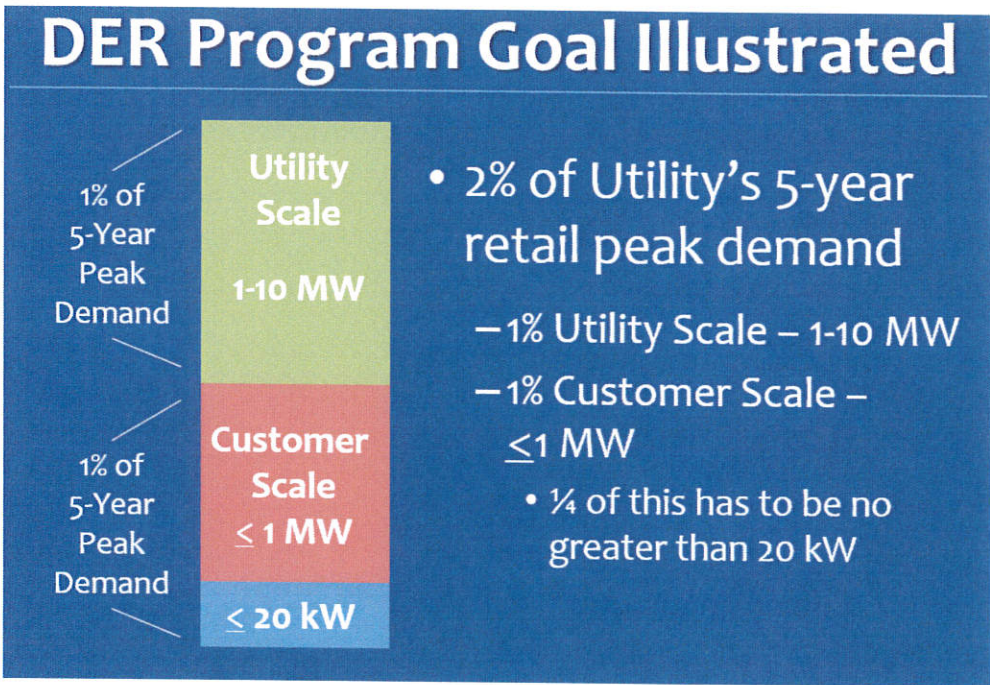 DER Program Goal Illustrated
1% of
5-Year
Peak
Demand
Utility
Scale
1-10 MW
1% of
5-Year
Peak
Demand
Customer
Scale
≤ 1 MW
≤ 20 kW
• 2% of Utility's 5-year
retail peak demand
–1% Utility Scale – 1-10 MW
–1% Customer Scale –
≤1 MW
• ¼ of this has to be no
greater than 20 kW